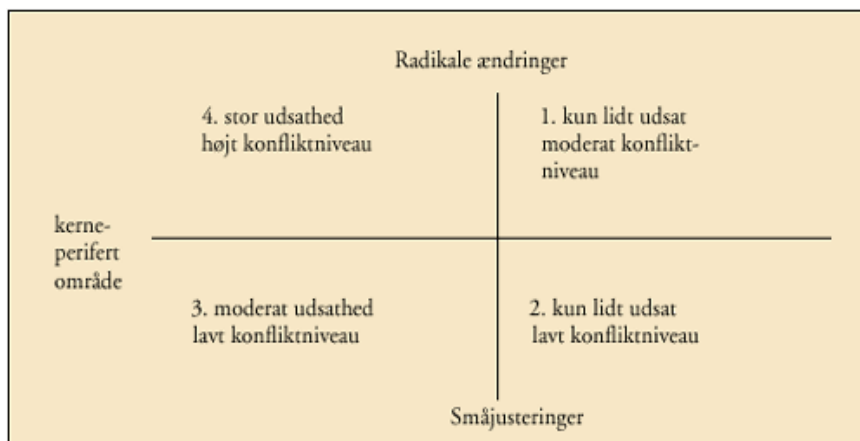 Radikale ændringer
4. stor udsathed
højt konfliktniveau
1. kun lidt udsat
moderat konflikt-
niveau
kerne-
perifert
område
3. moderat udsathed
lavt konfliktniveau
2. kun lidt udsat
lavt konfliktniveau
Småjusteringer